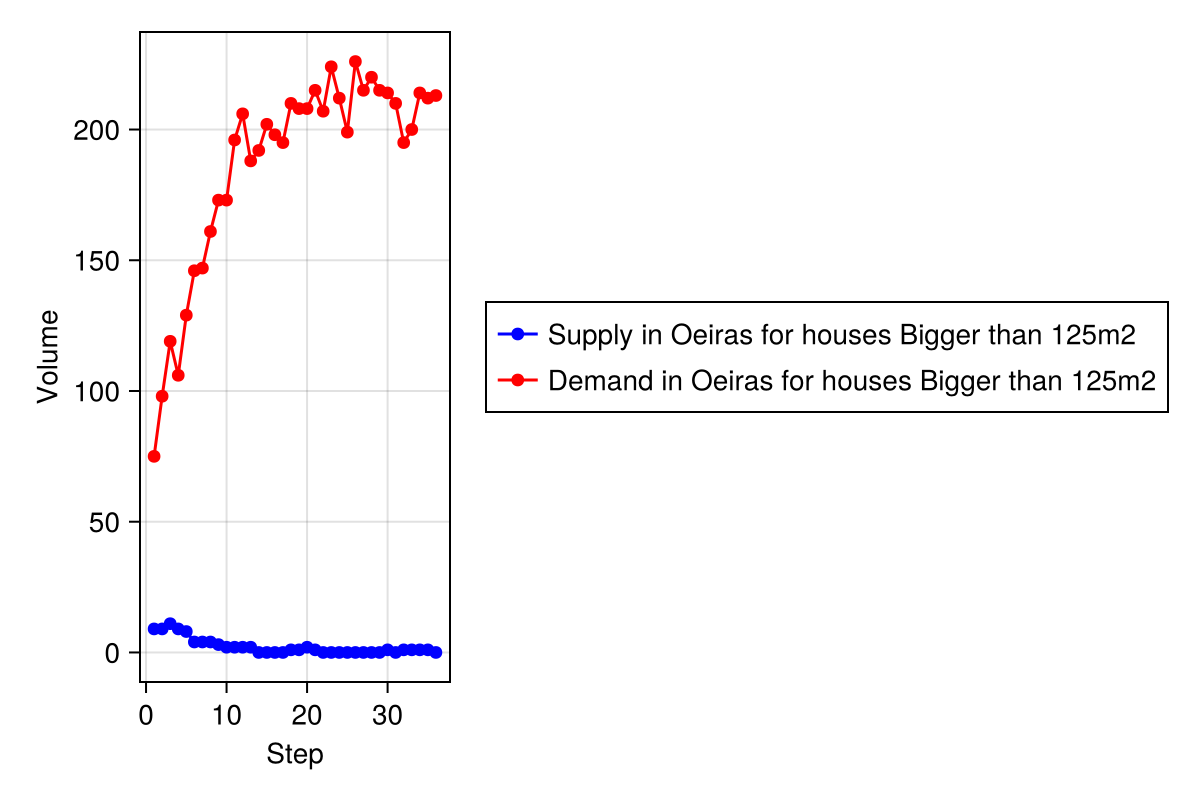 Volume
200
150
100
50
0
0 10 20 30
Step
Supply in Oeiras for houses Bigger than 125m2
Demand in Oeiras for houses Bigger than 125m2